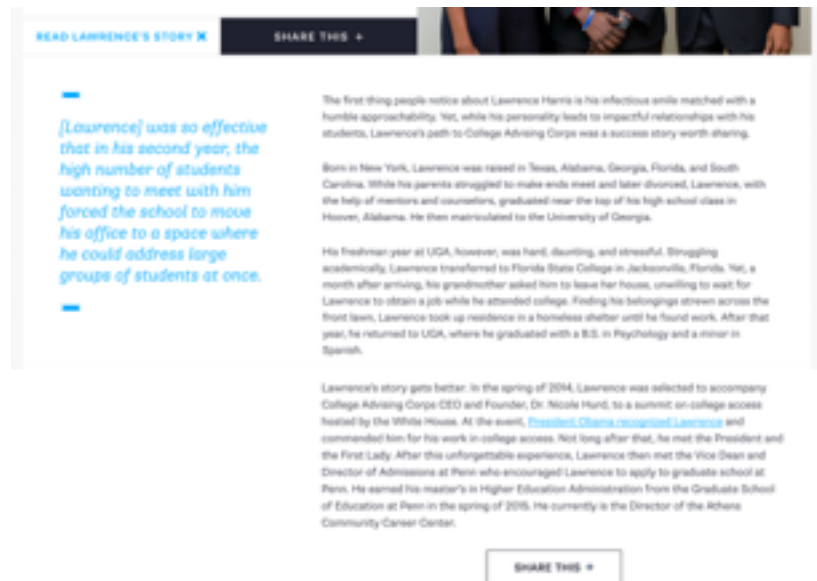 READ LAWRENCE'S STORY ✖
SHARE THIS +
[Lawrence] was so effective
that in his second year, the
high number of students
wanting to meet with him
forced the school to move
his office to a space where
he could address large
groups of students at once.
The first thing people notice about Lawrence Harris is his infectious smile matched with a
humble approachability. Yet, while his personality leads to impactful relationships with his
students, Lawrence's path to College Advising Corps was a success story worth sharing.
Born in New York, Lawrence was raised in Texas, Alabama, Georgia, Florida, and South
Carolina. While his parents struggled to make ends meet and later divorced, Lawrence, with
the help of mentors and counselors, graduated near the top of his high school class in
Hoover, Alabama. He then matriculated to the University of Georgia.
His freshman year at UGA, however, was hard, daunting, and stressful. Struggling
academically, Lawrence transferred to Florida State College in Jacksonville, Florida. Yet, a
month after arriving, his grandmother asked him to leave her house, unwilling to wait for
Lawrence to obtain a job while he attended college. Finding his belongings strewn across the
front lawn, Lawrence took up residence in a homeless shelter until he found work. After that
year, he returned to UGA, where he graduated with a B.S. in Psychology and a minor in
Spanish.
Lawrence's story gets better: In the spring of 2014, Lawrence was selected to accompany
College Advising Corps CEO and Founder, Dr. Nicole Hurd, to a summit on college access
hosted by the White House. At the event, President Obama recognized Lawrence and
commended him for his work in college access. Not long after that, he met the President and
the First Lady. After this unforgettable experience, Lawrence then met the Vice Dean and
Director of Admissions at Penn who encouraged Lawrence to apply to graduate school at
Penn. He earned his master's in Higher Education Administration from the Graduate School
of Education at Penn in the spring of 2015. He currently is the Director of the Athens
Community Career Center.
SHARE THIS +